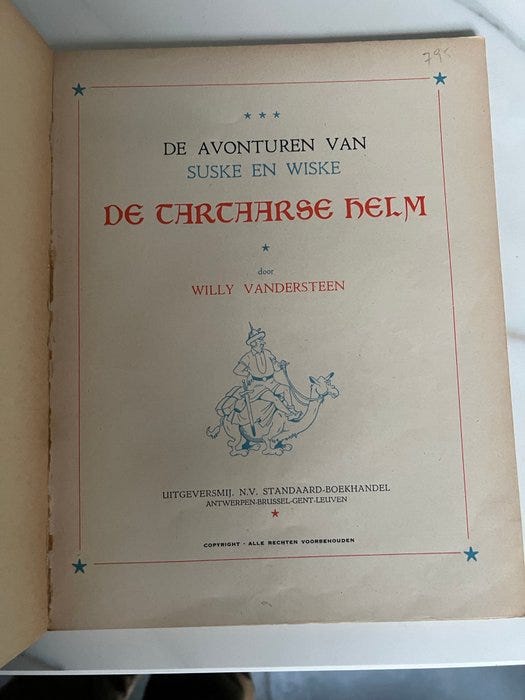 79
DE AVONTUREN VAN
SUSKE EN WISKE
DE TARTAARSE HELM
door
WILLY VANDERSTEEN
UITGEVERSMIJ. N.V. STANDAARD-BOEKHANDEL
ANTWERPEN-BRUSSEL-GENT-LEUVEN
COPYRIGHT - ALLE RECHTEN VOORBEHOUDEN